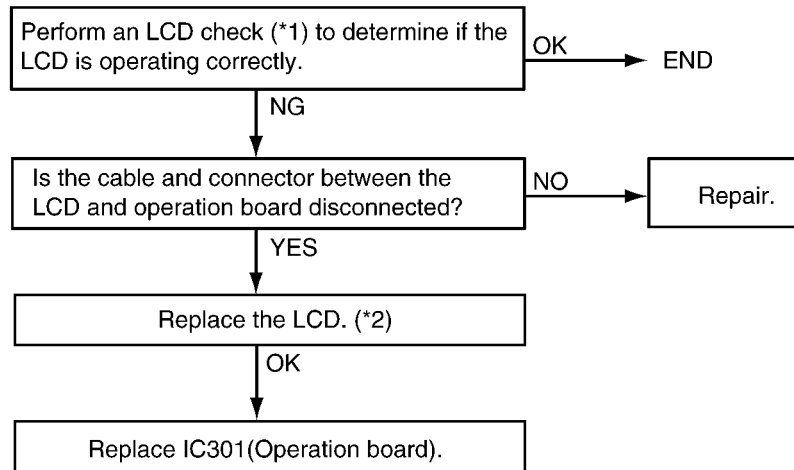 Perform an LCD check (*1) to determine if the
LCD is operating correctly.
OK
END
NG
Is the cable and connector between the
LCD and operation board disconnected?
NO
Repair.
YES
Replace the LCD. (*2)
OK
Replace IC301(Operation board).